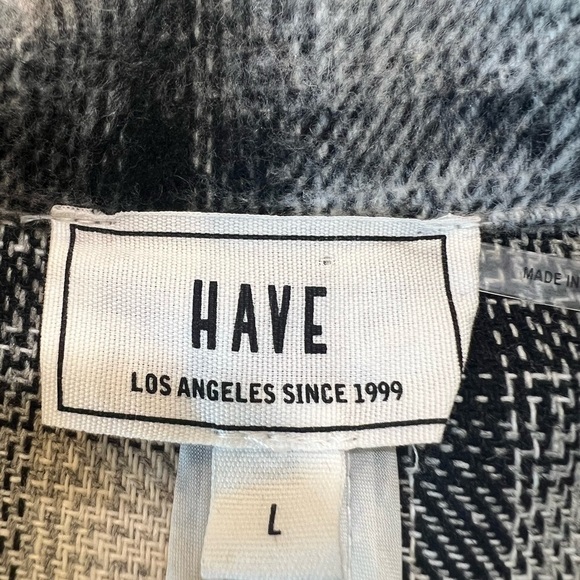 HAVE
LOS ANGELES SINCE 1999
MADE IN
L